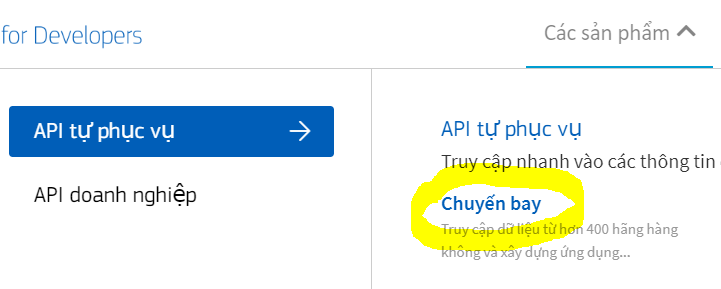 for Developers
Các sản phẩm
API tự phục vụ
API doanh nghiệp
API tự phục vụ
Truy cập nhanh vào các thông tin
Chuyến bay
Truy cập dữ liệu từ hơn 400 hãng hàng
không và xây dựng ứng dụng...